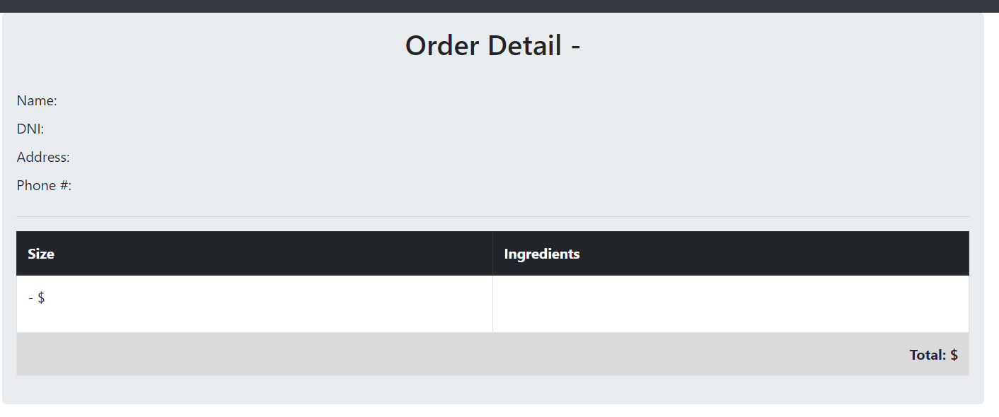 Order Detail -
Name:
DNI:
Address:
Phone #:
Size Ingredients
- $
Total: $